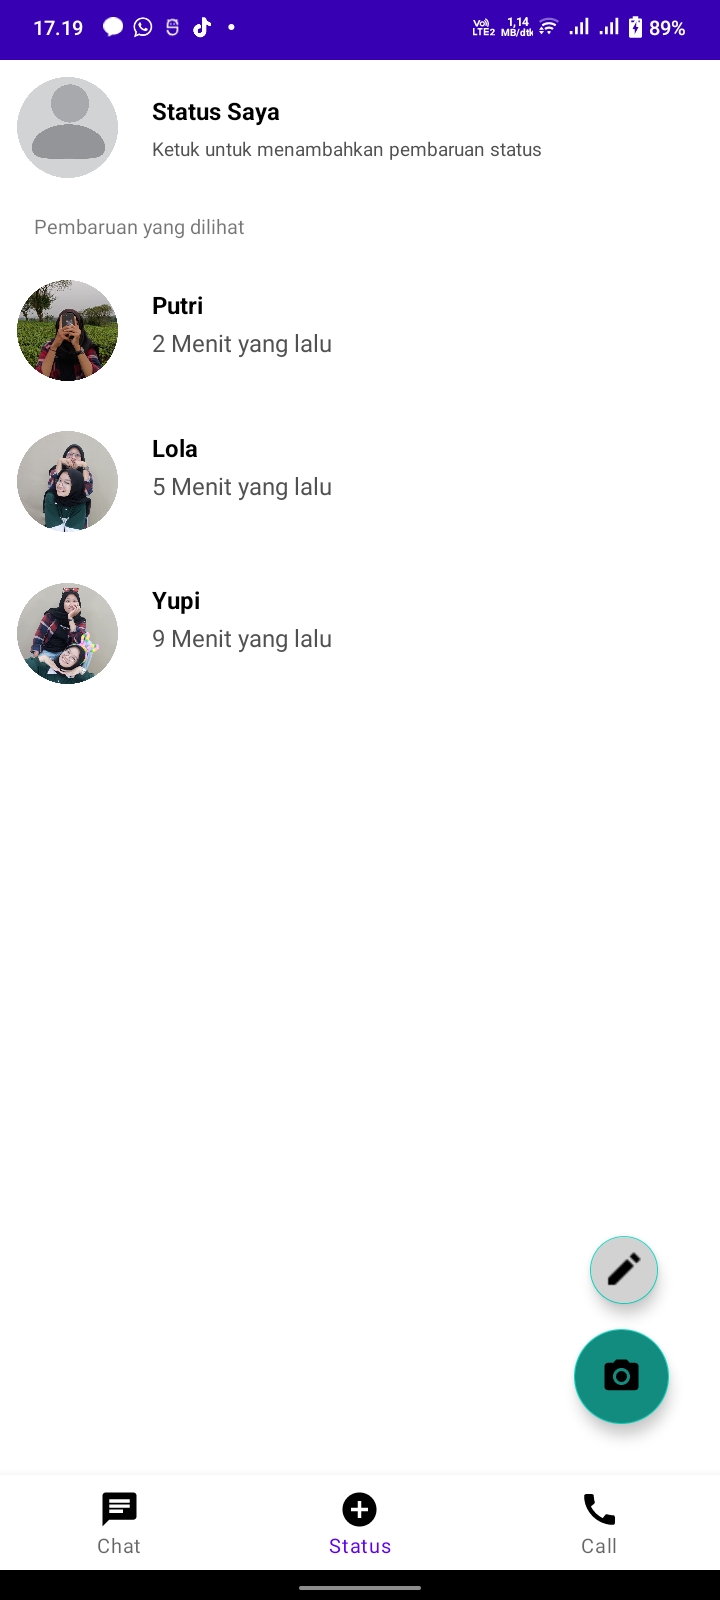 17.19
Vo)) LTE2 1,14 MB/dtk 89%
Status Saya
Ketuk untuk menambahkan pembaruan status
Pembaruan yang dilihat
Putri
2 Menit yang lalu
Lola
5 Menit yang lalu
Yupi
9 Menit yang lalu
Chat
Status
Call